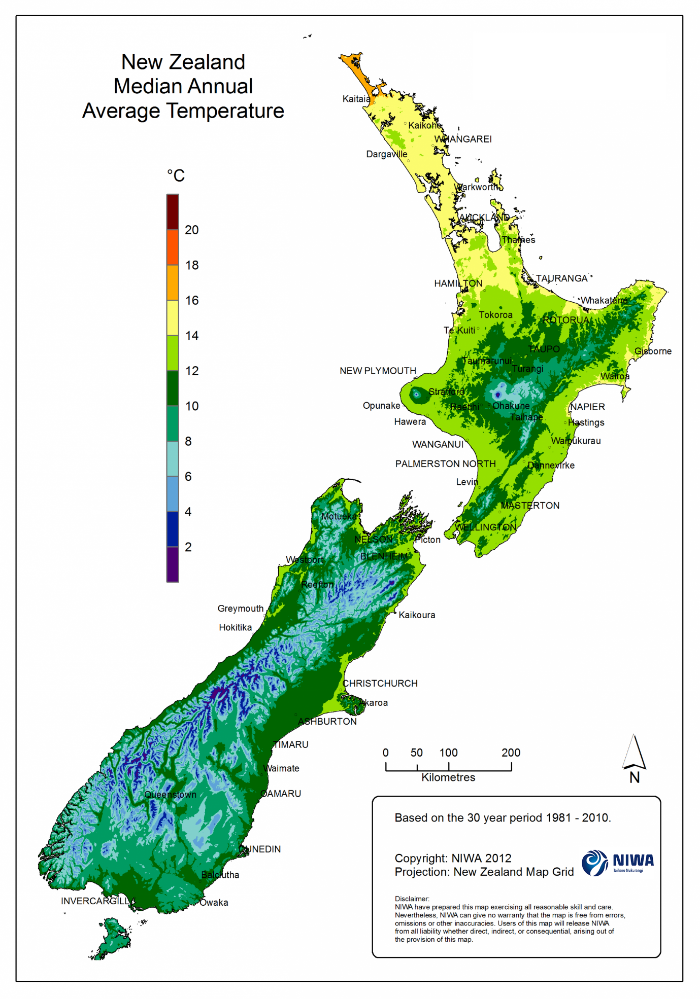 New Zealand
Median Annual
Average Temperature
°C
20
18
16
14
12
10
8
6
4
2
Kaitaia
Kaikohe
WHANGAREI
Dargaville
Warkworth
AUCKLAND
Thames
HAMILTON
TAURANGA
Whakatane
Tokoroa
ROTORUA
Te Kuiti
TAUPO
Gisborne
Taumarunui
Turangi
NEW PLYMOUTH
Wairoa
Stratford
Opunake
Raetihi
Ohakune
NAPIER
Hawera
Taihape
Hastings
WANGANUI
Waipukurau
PALMERSTON NORTH
Dannevirke
Levin
MASTERTON
WELLINGTON
Motueka
NELSON
Picton
BLENHEIM
Westport
Reefton
Greymouth
Kaikoura
Hokitika
CHRISTCHURCH
Akaroa
ASHBURTON
TIMARU
Waimate
OAMARU
Queenstown
DUNEDIN
Balclutha
INVERCARGILL
Owaka
0 50 100 200
Kilometres
N
Based on the 30 year period 1981 - 2010.
Copyright: NIWA 2012
Projection: New Zealand Map Grid
NIWA
Taihoro Nukurangi
Disclaimer:
NIWA have prepared this map exercising all reasonable skill and care.
Nevertheless, NIWA can give no warranty that the map is free from errors,
omissions or other inaccuracies. Users of this map will release NIWA
from all liability whether direct, indirect, or consequential, arising out of
the provision of this map.